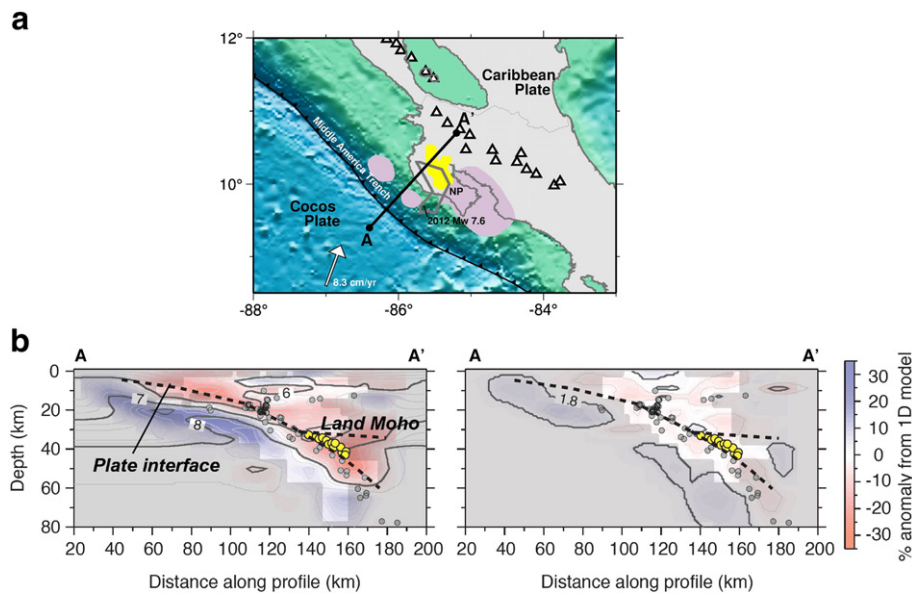 a
12°
10°
-88°
-86°
-84°
Caribbean
Plate
Middle America Trench
A'
Cocos
Plate
NP
2012 Mw 7.6
A
8.3 cm/yr
b
A
A'
0
20
40
60
80
Depth (km)
7
6
8
Land Moho
Plate interface
20 40 60 80 100 120 140 160 180 200
Distance along profile (km)
A
A'
1.8
20 40 60 80 100 120 140 160 180 200
Distance along profile (km)
30
20
10
0
-10
-20
-30
% anomaly from 1D model